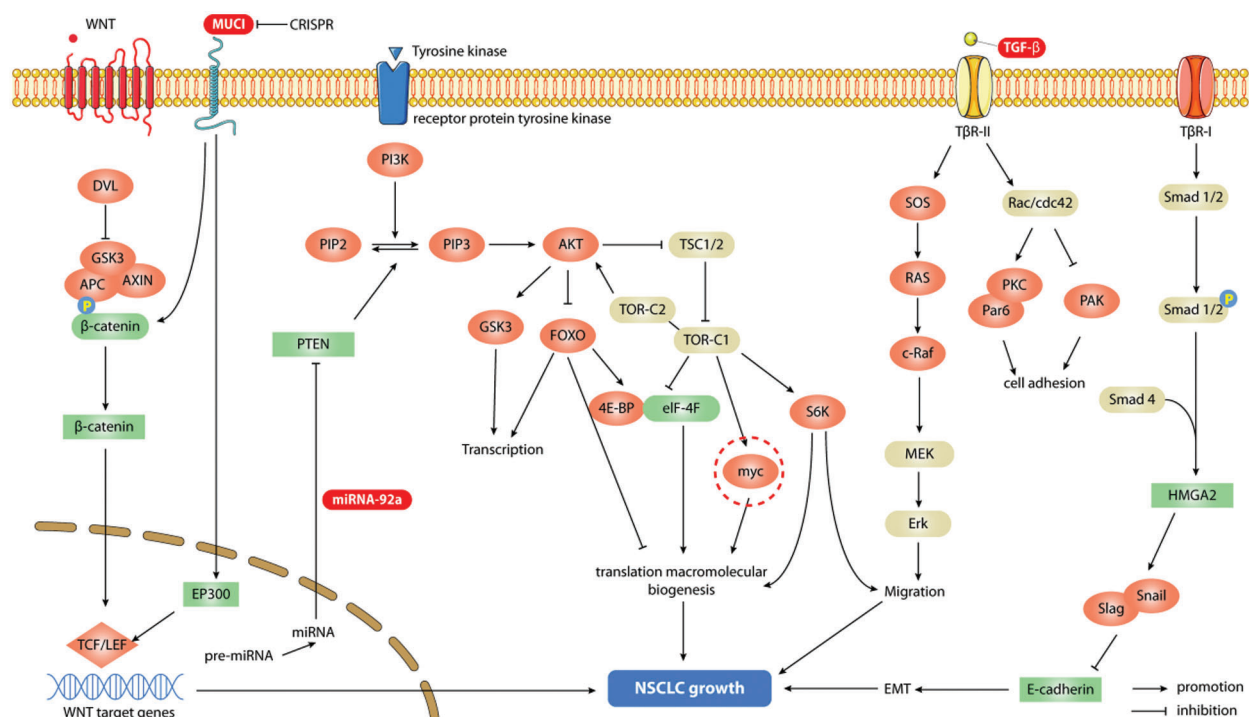 WNT
MUCI
CRISPR
Tyrosine kinase
receptor protein tyrosine kinase
TGF-β
TβR-II
TβR-I
DVL
GSK3
APC
AXIN
P
β-catenin
β-catenin
EP300
TCF/LEF
WNT target genes
pre-miRNA
miRNA
miRNA-92a
PTEN
PI3K
PIP2
PIP3
AKT
TSC1/2
GSK3
FOXO
TOR-C2
TOR-C1
4E-BP
eIF-4F
S6K
myc
Transcription
translation macromolecular
biogenesis
Migration
SOS
RAS
c-Raf
MEK
Erk
Rac/cdc42
PKC
Par6
PAK
cell adhesion
Smad 1/2
Smad 1/2
P
Smad 4
HMGA2
Slag
Snail
E-cadherin
EMT
NSCLC growth
promotion
inhibition